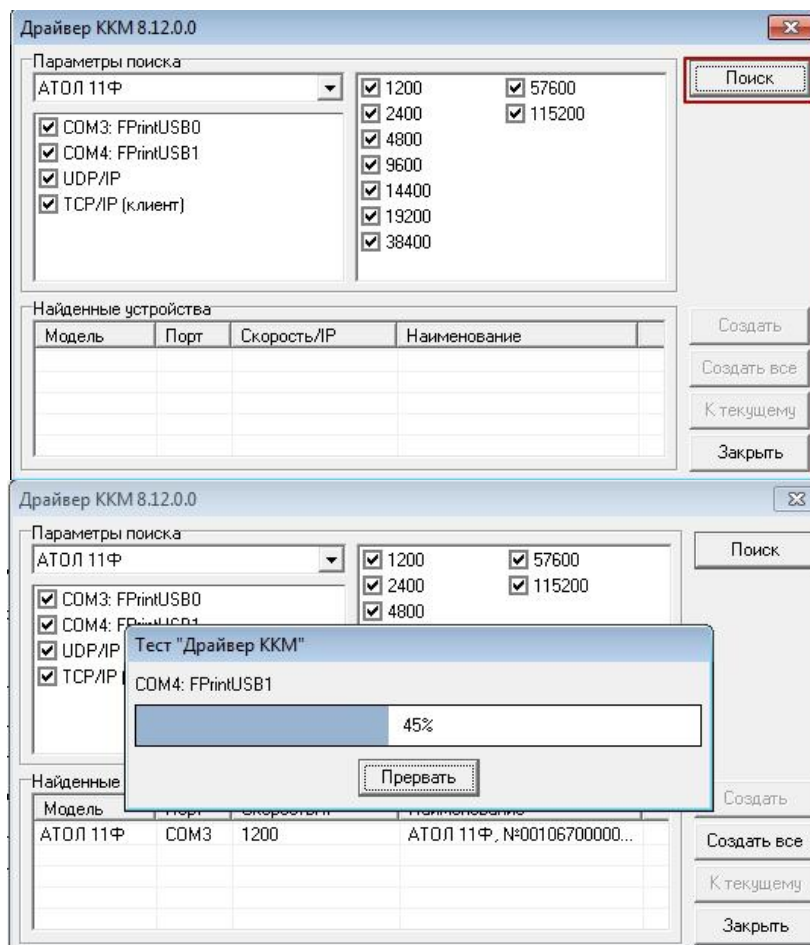 Драйвер ККМ 8.12.0.0
Параметры поиска
АТОЛ 11Ф
COM3: FPrintUSB0
COM4: FPrintUSB1
UDP/IP
TCP/IP (клиент)
1200
2400
4800
9600
14400
19200
38400
57600
115200
Поиск
Найденные устройства
Модель Порт Скорость/IP Наименование
Создать
Создать все
К текущему
Закрыть
Драйвер ККМ 8.12.0.0
Параметры поиска
АТОЛ 11Ф
COM3: FPrintUSB0
COM4:
UDP/IP
TCP/IP
1200
2400
4800
57600
115200
Поиск
Тест "Драйвер ККМ"
COM4: FPrintUSB1
45%
Прервать
Найденные
Модель
АТОЛ 11Ф COM3 1200 АТОЛ 11Ф, №00106700000...
Создать
Создать все
К текущему
Закрыть